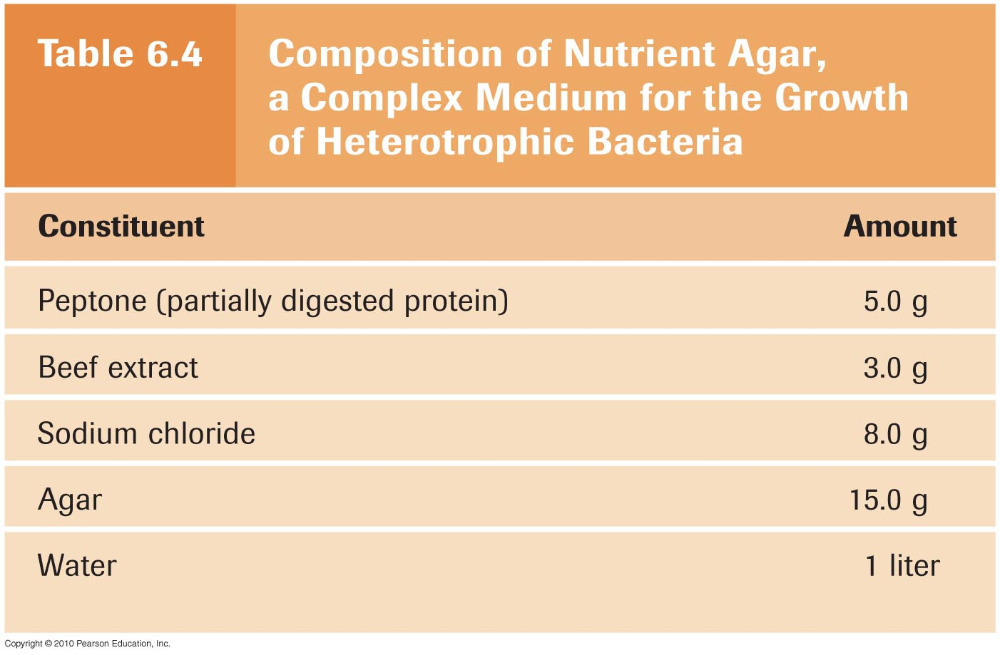 Table 6.4
Composition of Nutrient Agar,
a Complex Medium for the Growth
of Heterotrophic Bacteria
Constituent Amount
Peptone (partially digested protein) 5.0 g
Beef extract 3.0 g
Sodium chloride 8.0 g
Agar 15.0 g
Water 1 liter
Copyright © 2010 Pearson Education, Inc.